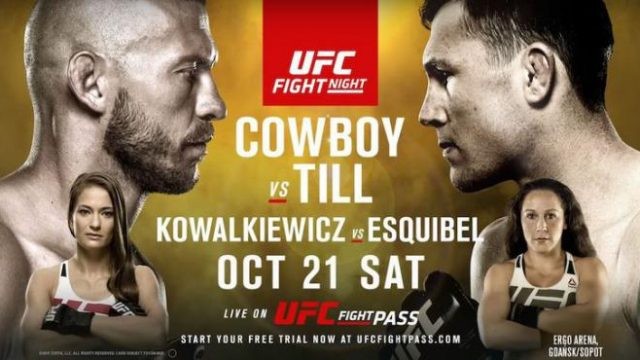 UFC
FIGHT NIGHT
COWBOY
VS TILL
KOWALKIEWICZ VS ESQUIBEL
OCT 21 SAT
LIVE ON UFC FIGHT PASS
START YOUR FREE TRIAL NOW AT UFCFIGHTPASS.COM
ERGO ARENA,
GDAŃSK/SOPOT